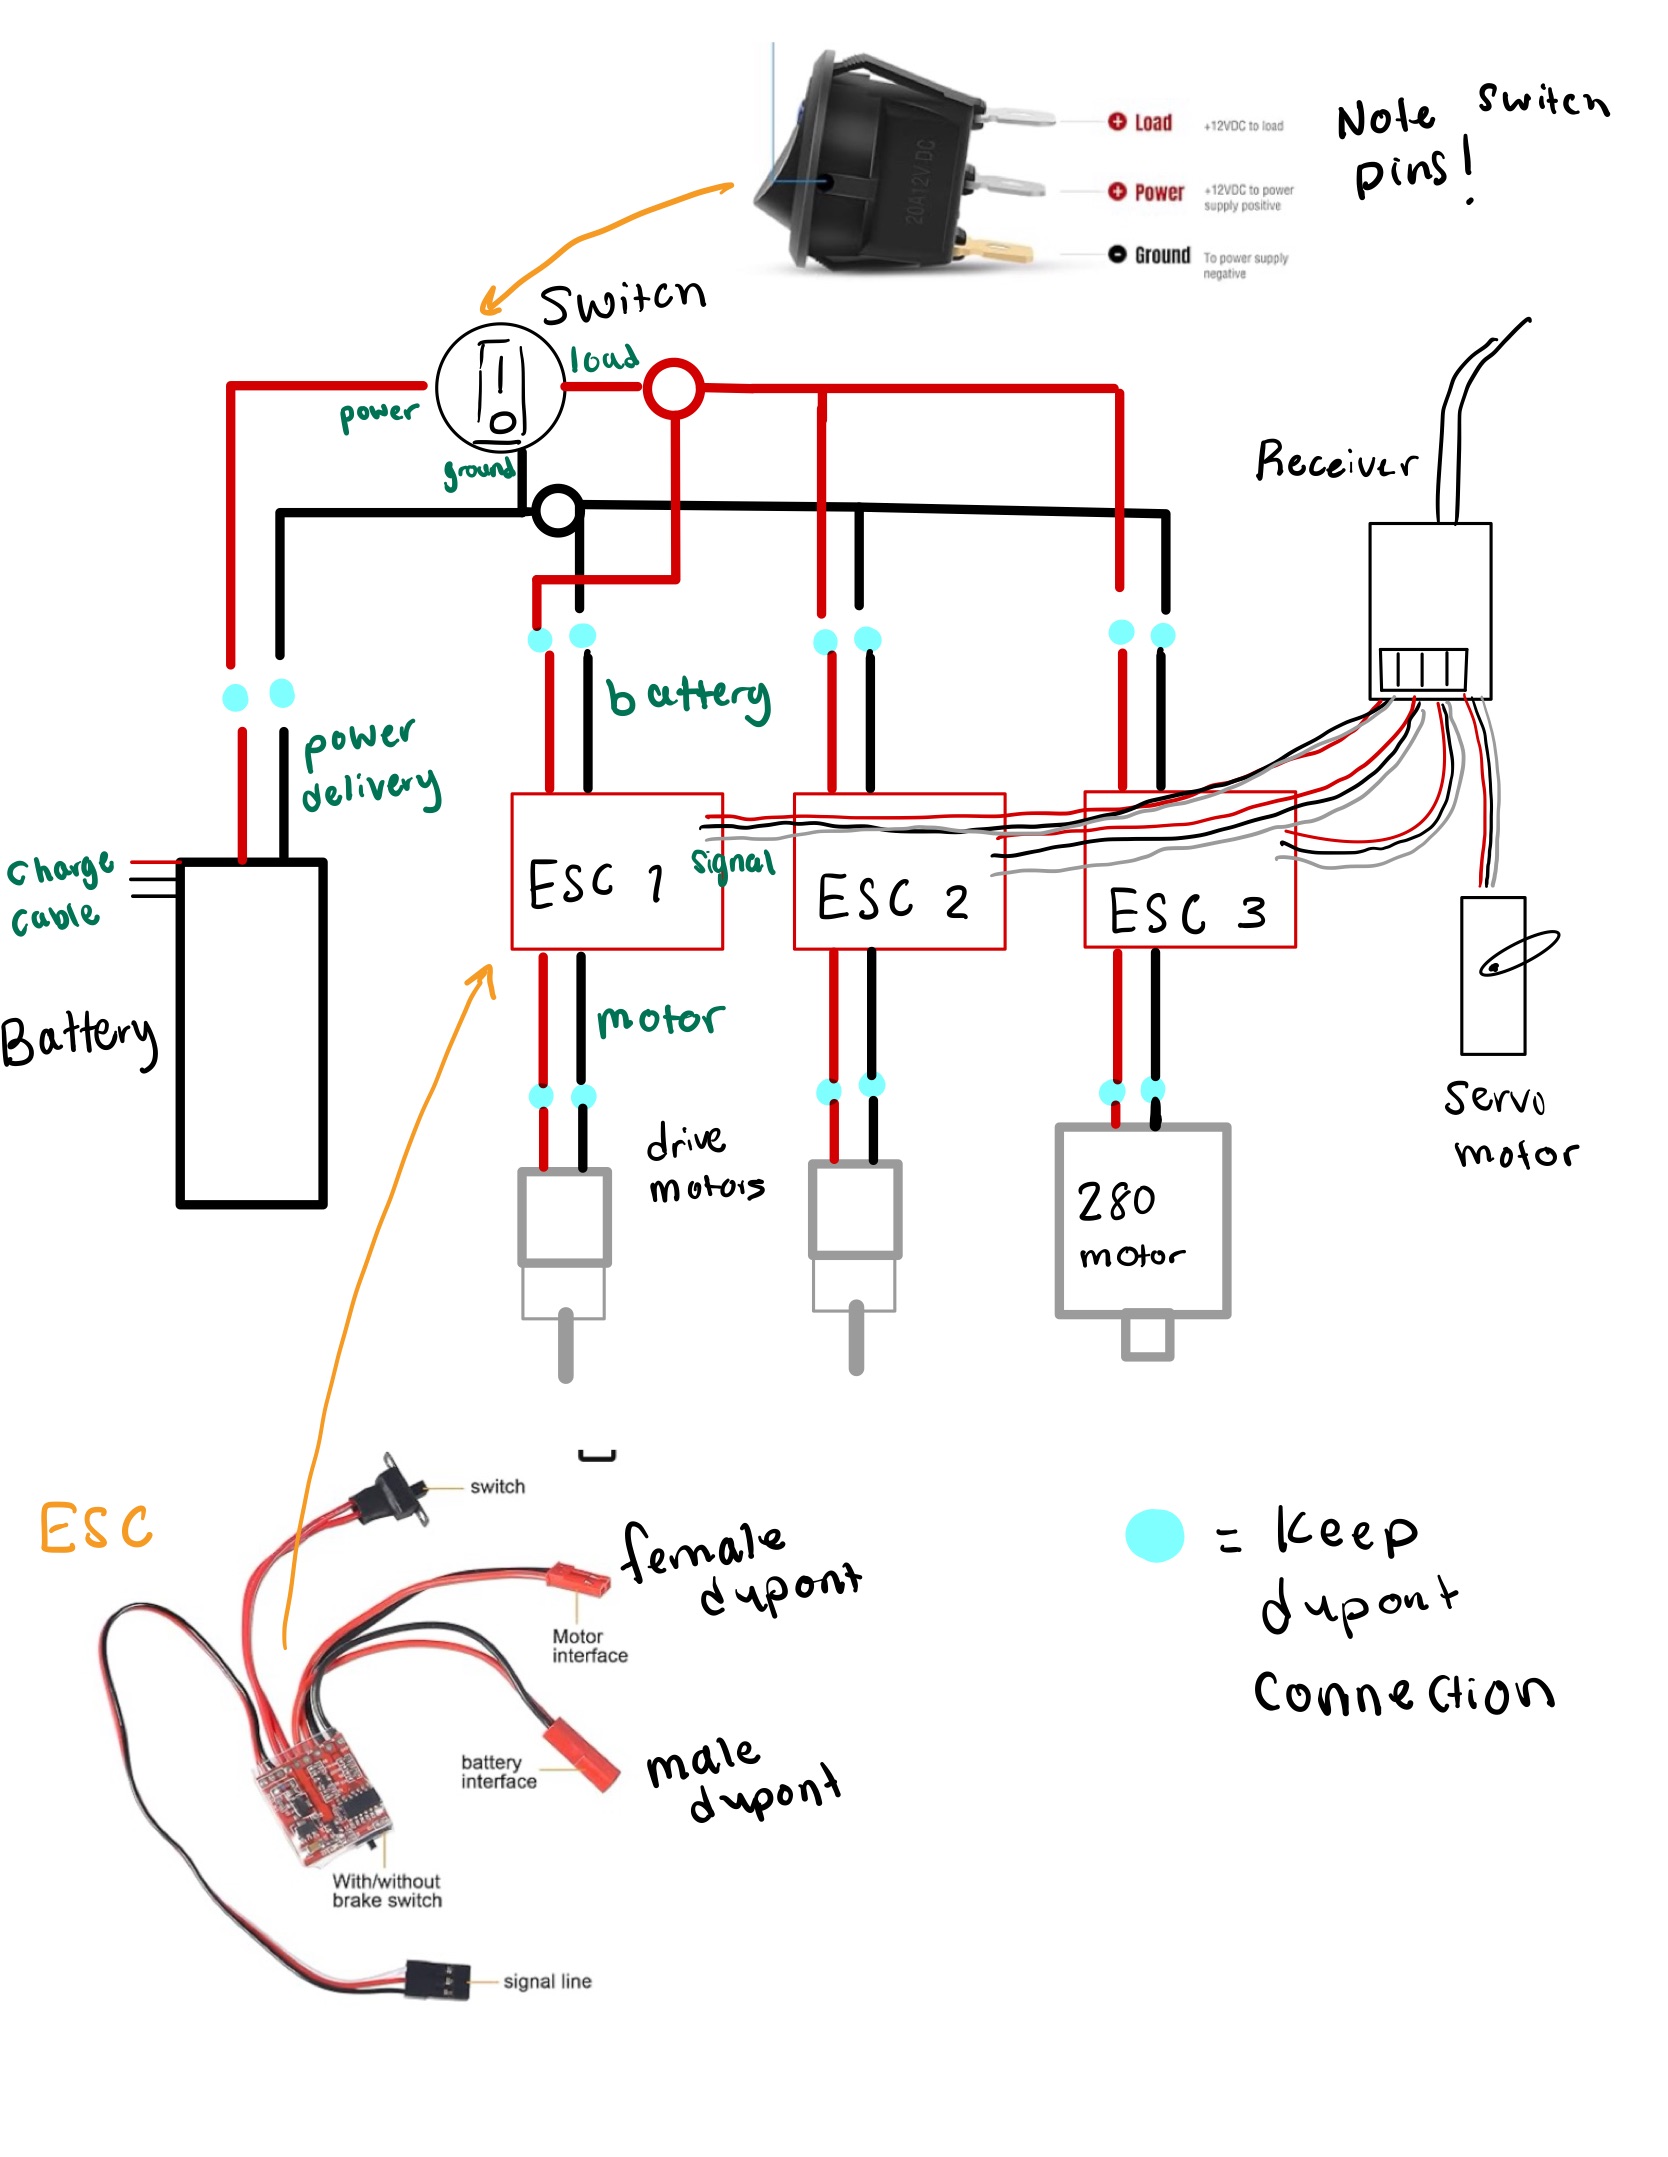 Note switch
pins!
Load +12VDC to load
Power +12VDC to power
supply positive
Ground To power supply
negative
20A12V DC
Switch
load
power
ground
Receiver
battery
power
delivery
charge
cable
Battery
ESC 1
signal
ESC 2
ESC 3
motor
drive
motors
280
motor
servo
motor
ESC
switch
female
dupont
Motor
interface
battery
interface
male
dupont
With/without
brake switch
signal line
= Keep
dupont
connection